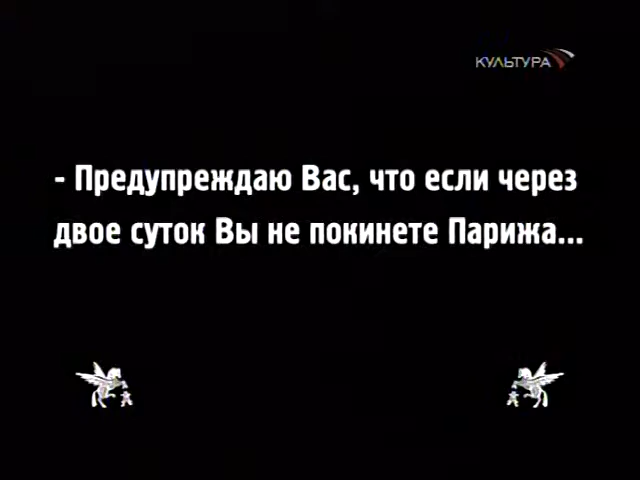 КУЛЬТУРА
- Предупреждаю Вас, что если через
двое суток Вы не покинете Парижа...